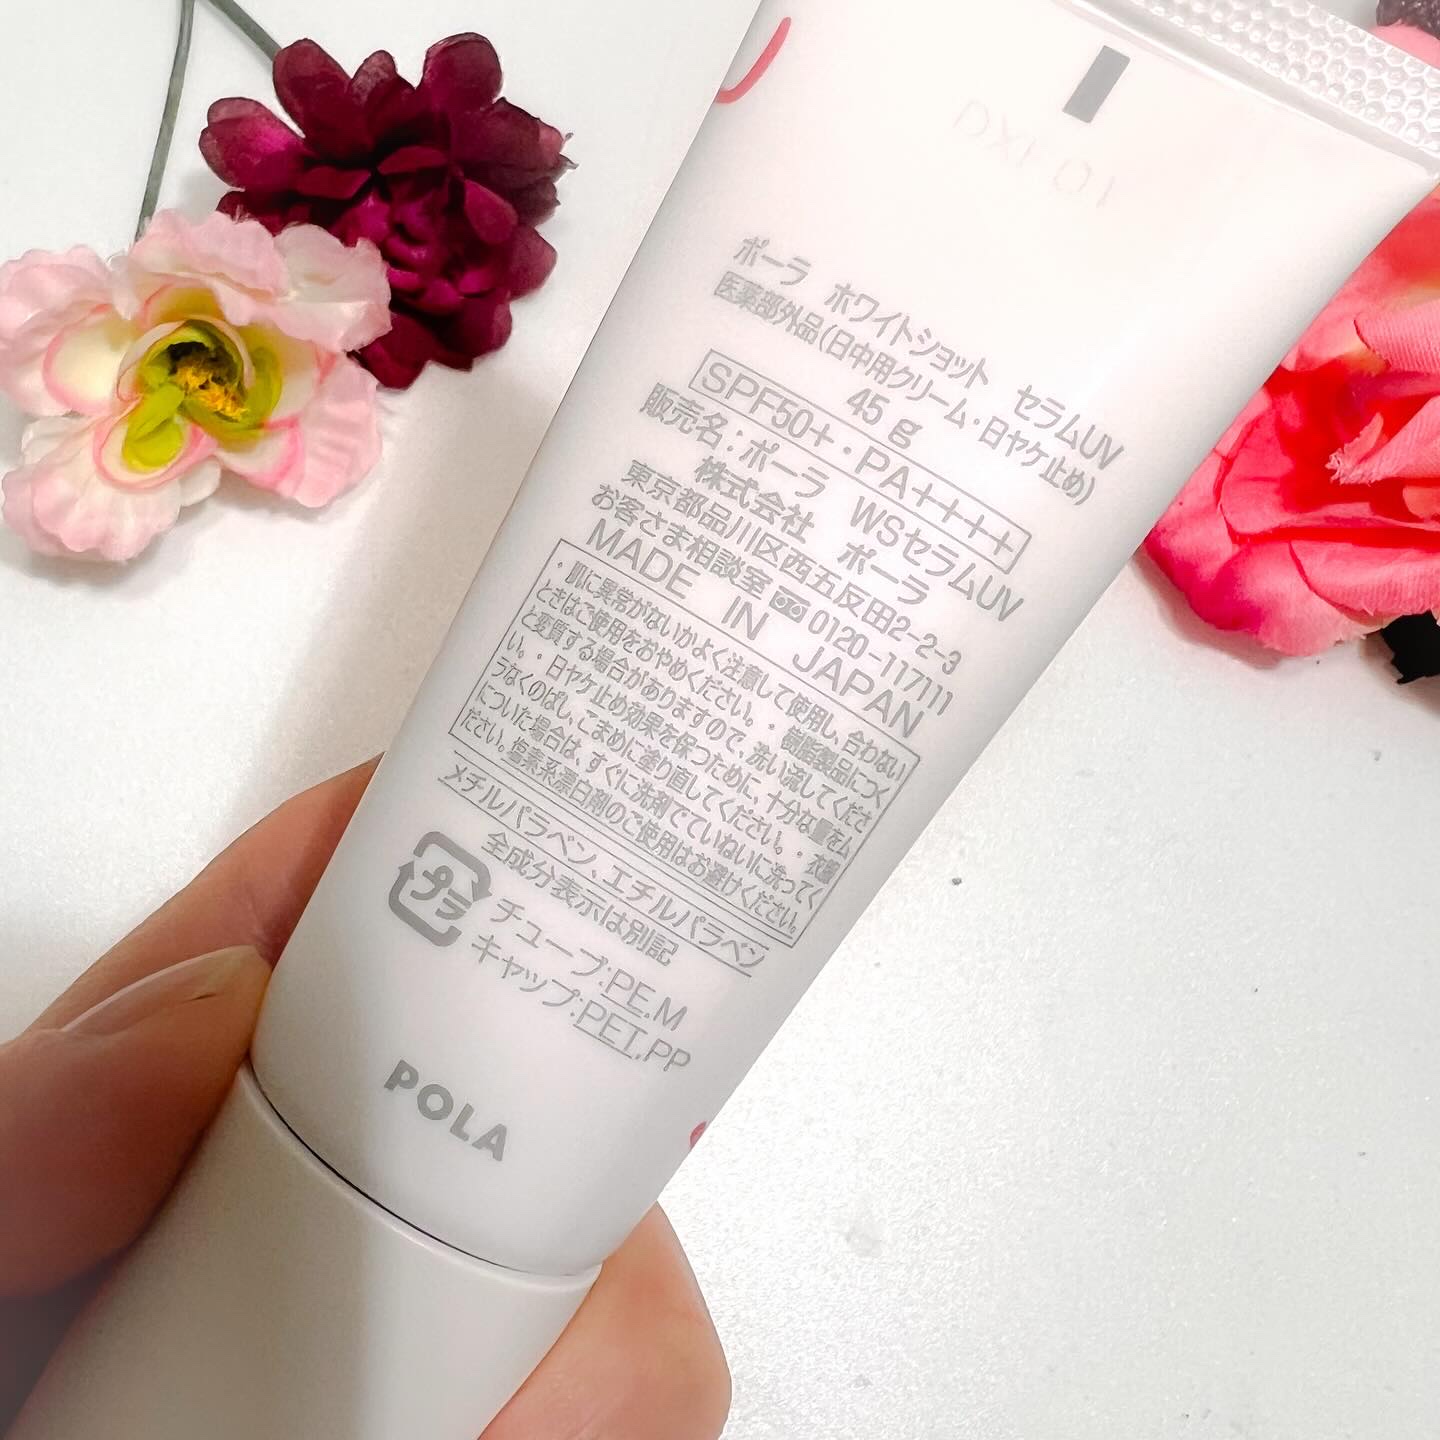 ポーラ ホワイトショット セラムUV
医薬部外品(日中用クリーム・日ヤケ止め)
45g
SPF50+・PA++++
販売名:ポーラ WSセラムUV
株式会社 ポーラ
東京都品川区西五反田2-2-3
お客さま相談室 0120-117111
MADE IN JAPAN
・肌に異常がないかよく注意して使用し、合わない
ときはご使用をおやめください。・樹脂製品につく
と変質する場合がありますので、洗い流してくださ
い。・日ヤケ止め効果を保つために、十分な量をム
ラなくのばし、こまめに塗り直してください。・衣服
についた場合は、すぐに洗剤でていねいに洗ってく
ださい。塩素系漂白剤のご使用はお避けください。
メチルパラベン、エチルパラベン
全成分表示は別記
プラ
チューブ:PE.M
キャップ:PET.PP
POLA